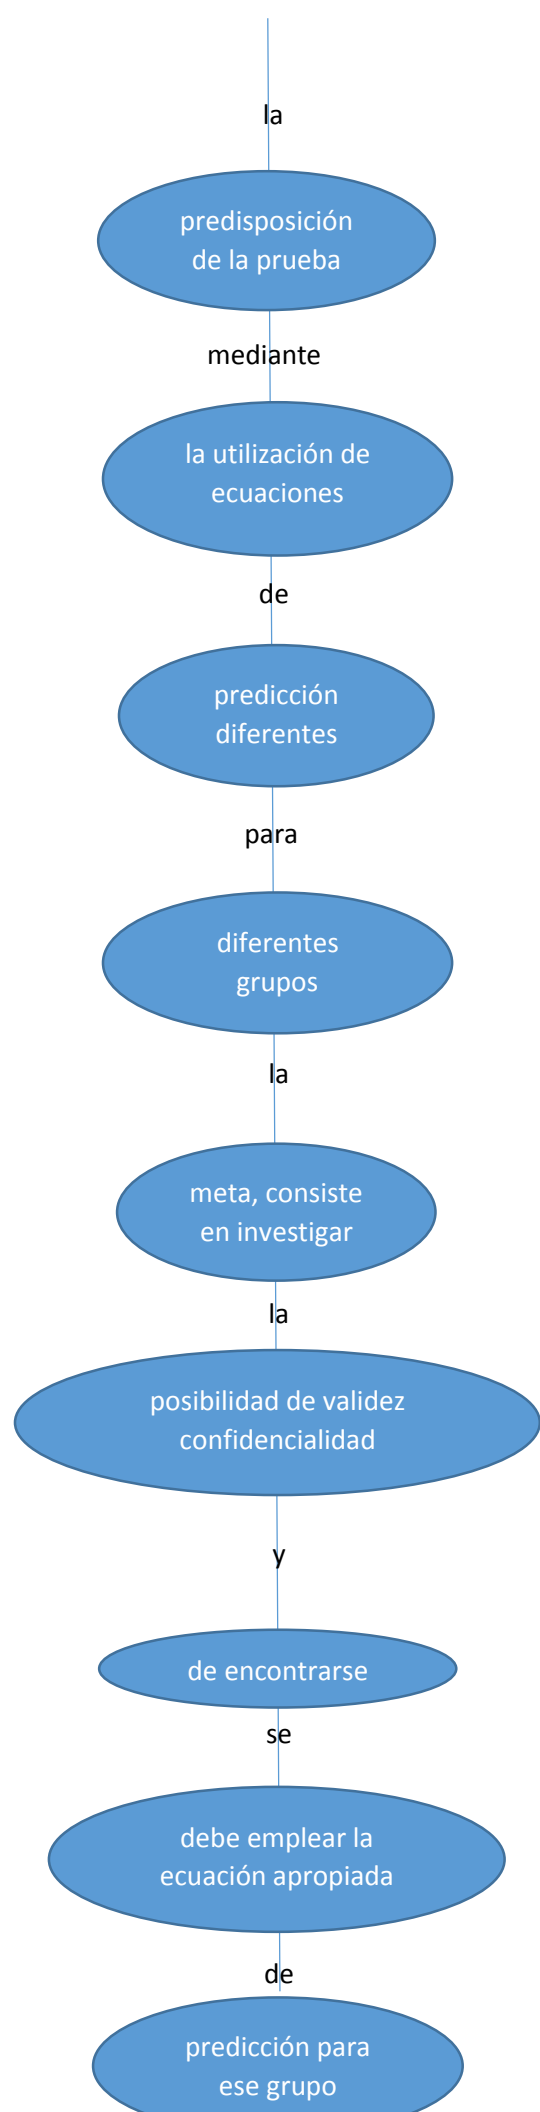 la
predisposición
de la prueba
mediante
la utilización de
ecuaciones
de
predicción
diferentes
para
diferentes
grupos
la
meta, consiste
en investigar
la
posibilidad de validez
confidencialidad
y
de encontrarse
se
debe emplear la
ecuación apropiada
de
predicción para
ese grupo